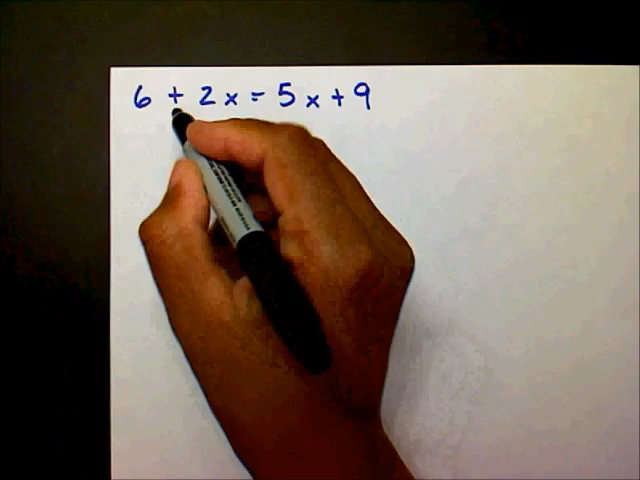 6 + 2x = 5x + 9